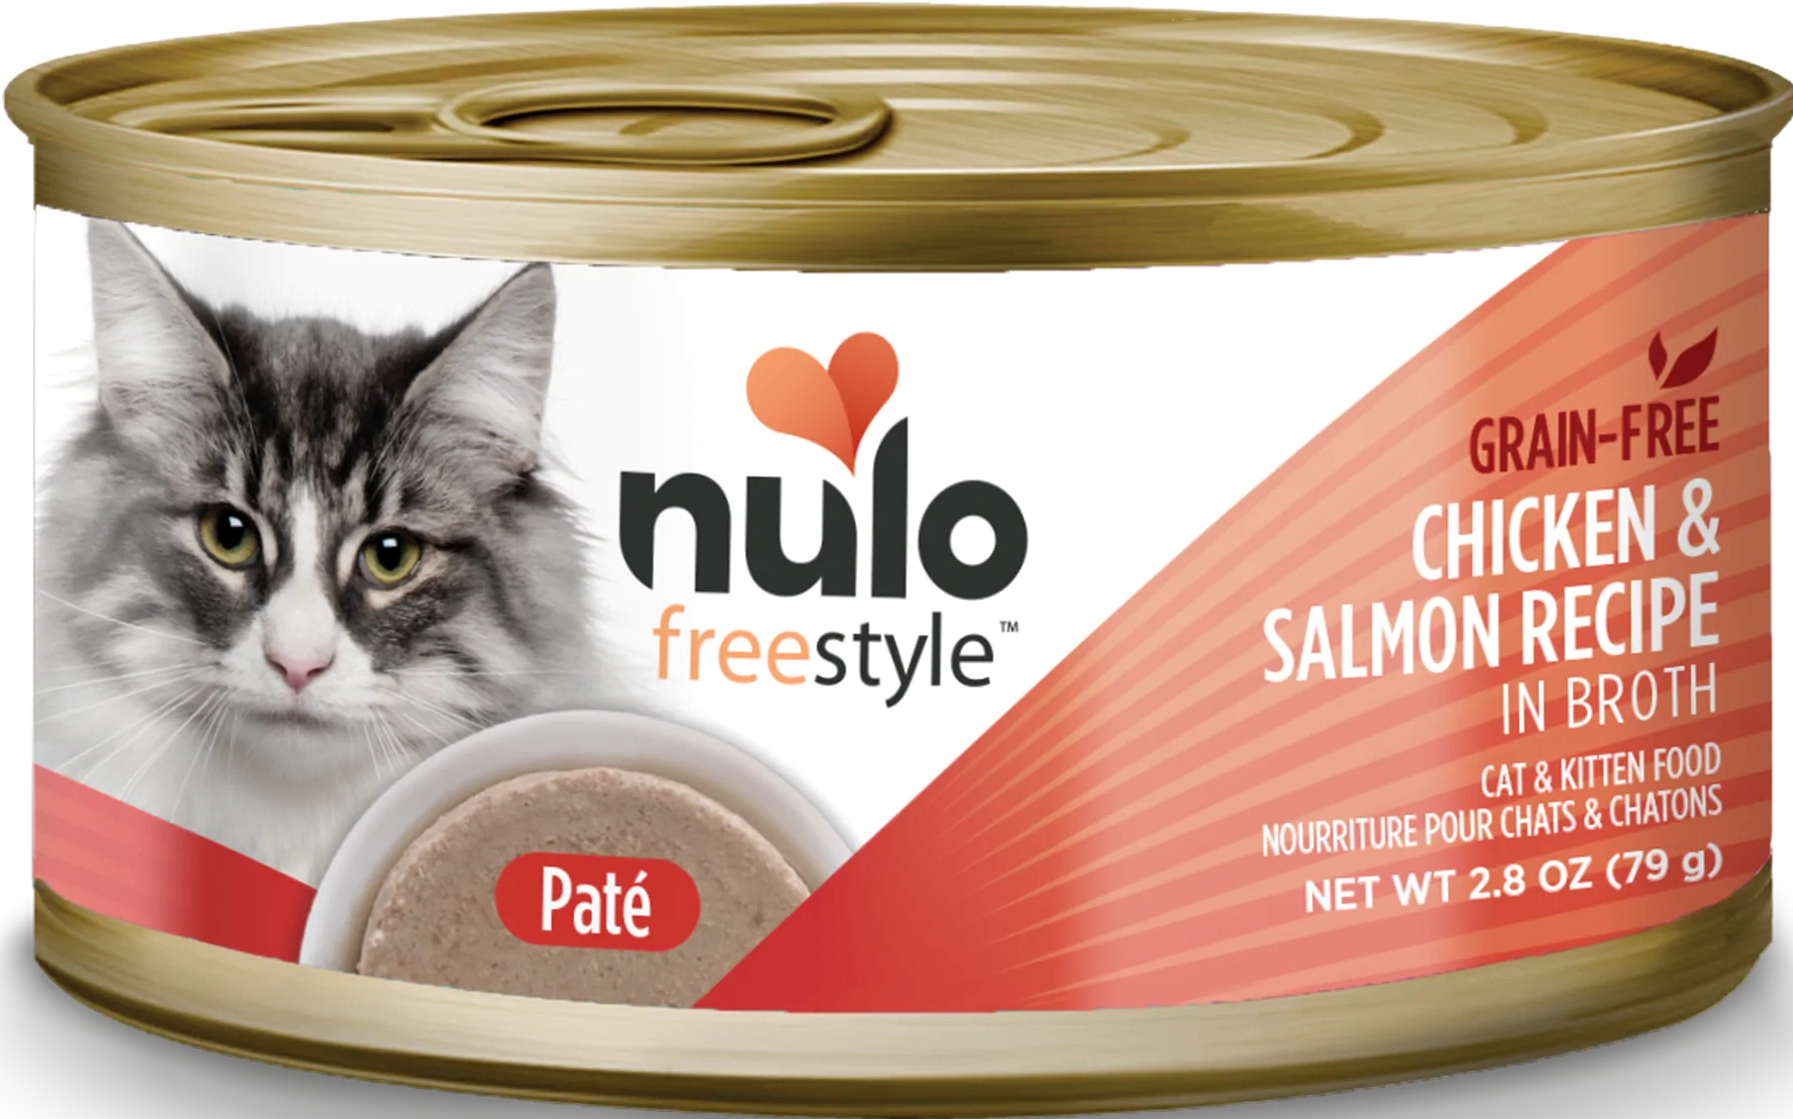 nulo
freestyle™
Paté
GRAIN-FREE
CHICKEN &
SALMON RECIPE
IN BROTH
CAT & KITTEN FOOD
NOURRITURE POUR CHATS & CHATONS
NET WT 2.8 OZ (79 g)